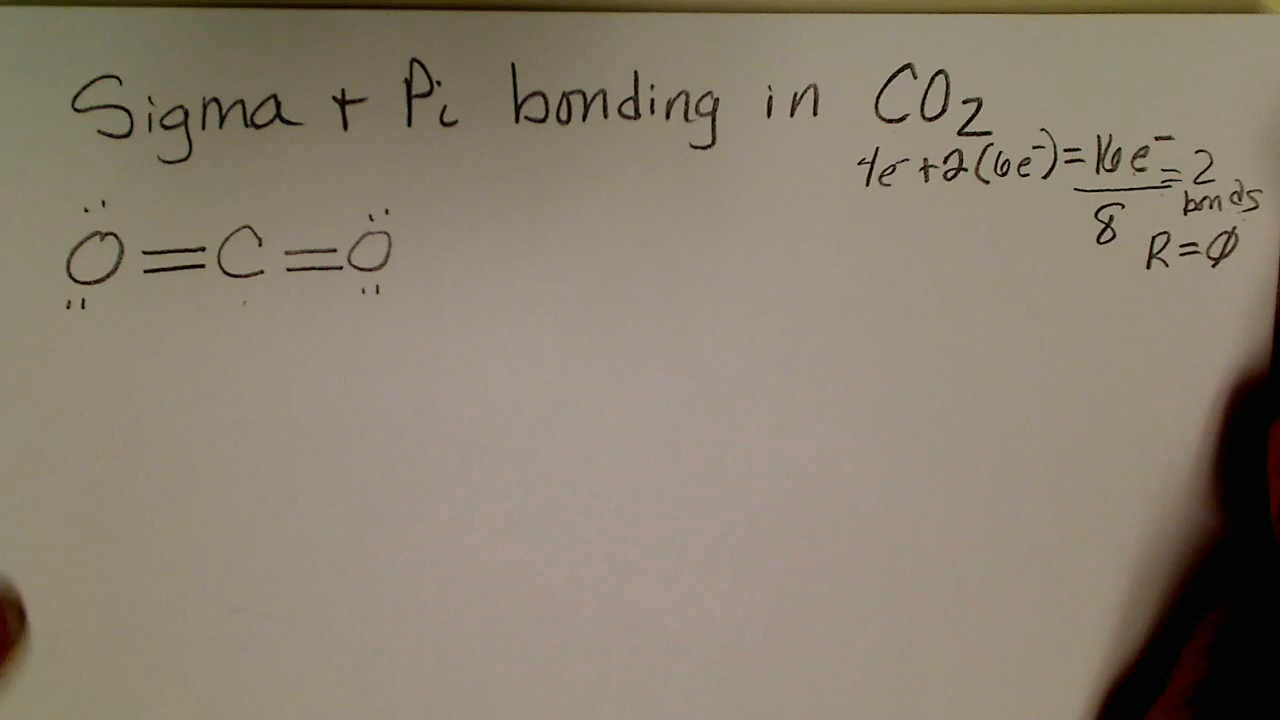 Sigma + Pi bonding in CO₂
4e⁻ + 2(6e⁻) = 16e⁻ = 2 bonds
8
R = ∅
Ö = C = Ö